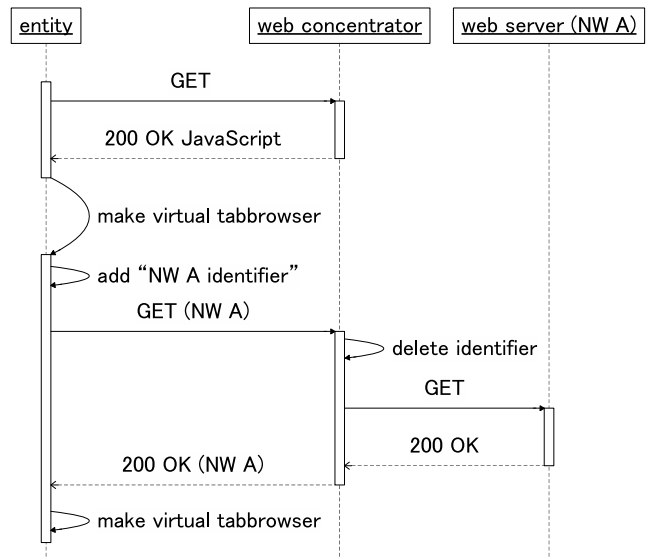 entity
web concentrator
web server (NW A)
GET
200 OK JavaScript
make virtual tabbrowser
add “NW A identifier”
GET (NW A)
delete identifier
GET
200 OK
200 OK (NW A)
make virtual tabbrowser